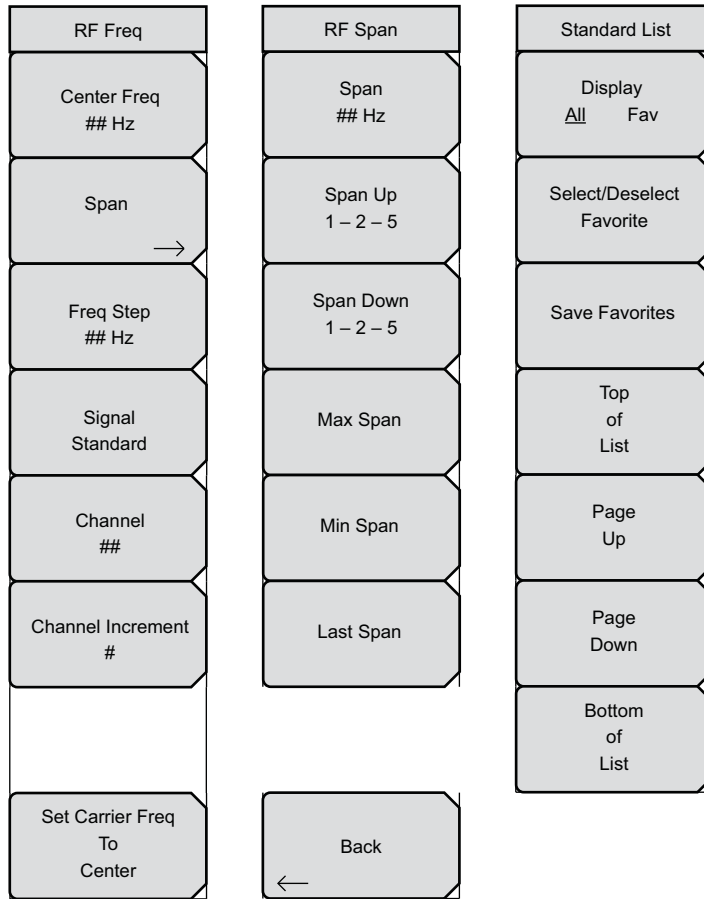 RF Freq
Center Freq
## Hz
Span
Freq Step
## Hz
Signal
Standard
Channel
##
Channel Increment
#
Set Carrier Freq
To
Center
RF Span
Span
## Hz
Span Up
1 – 2 – 5
Span Down
1 – 2 – 5
Max Span
Min Span
Last Span
Back
Standard List
Display
All Fav
Select/Deselect
Favorite
Save Favorites
Top
of
List
Page
Up
Page
Down
Bottom
of
List